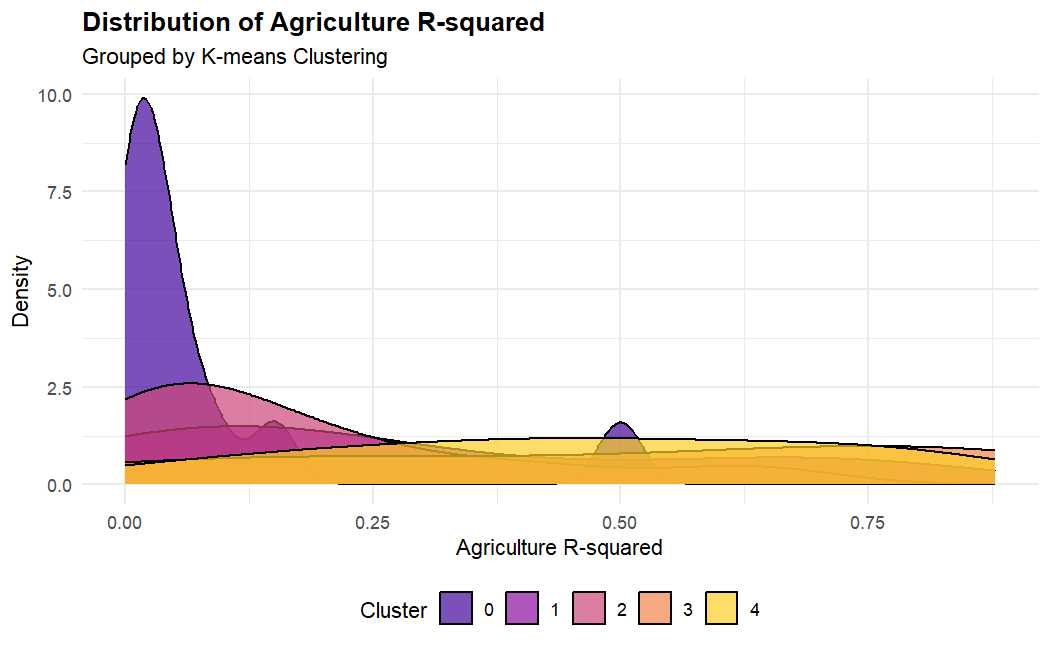 Distribution of Agriculture R-squared
Grouped by K-means Clustering
10.0
7.5
5.0
2.5
0.0
Density
0.00 0.25 0.50 0.75
Agriculture R-squared
Cluster 0 1 2 3 4